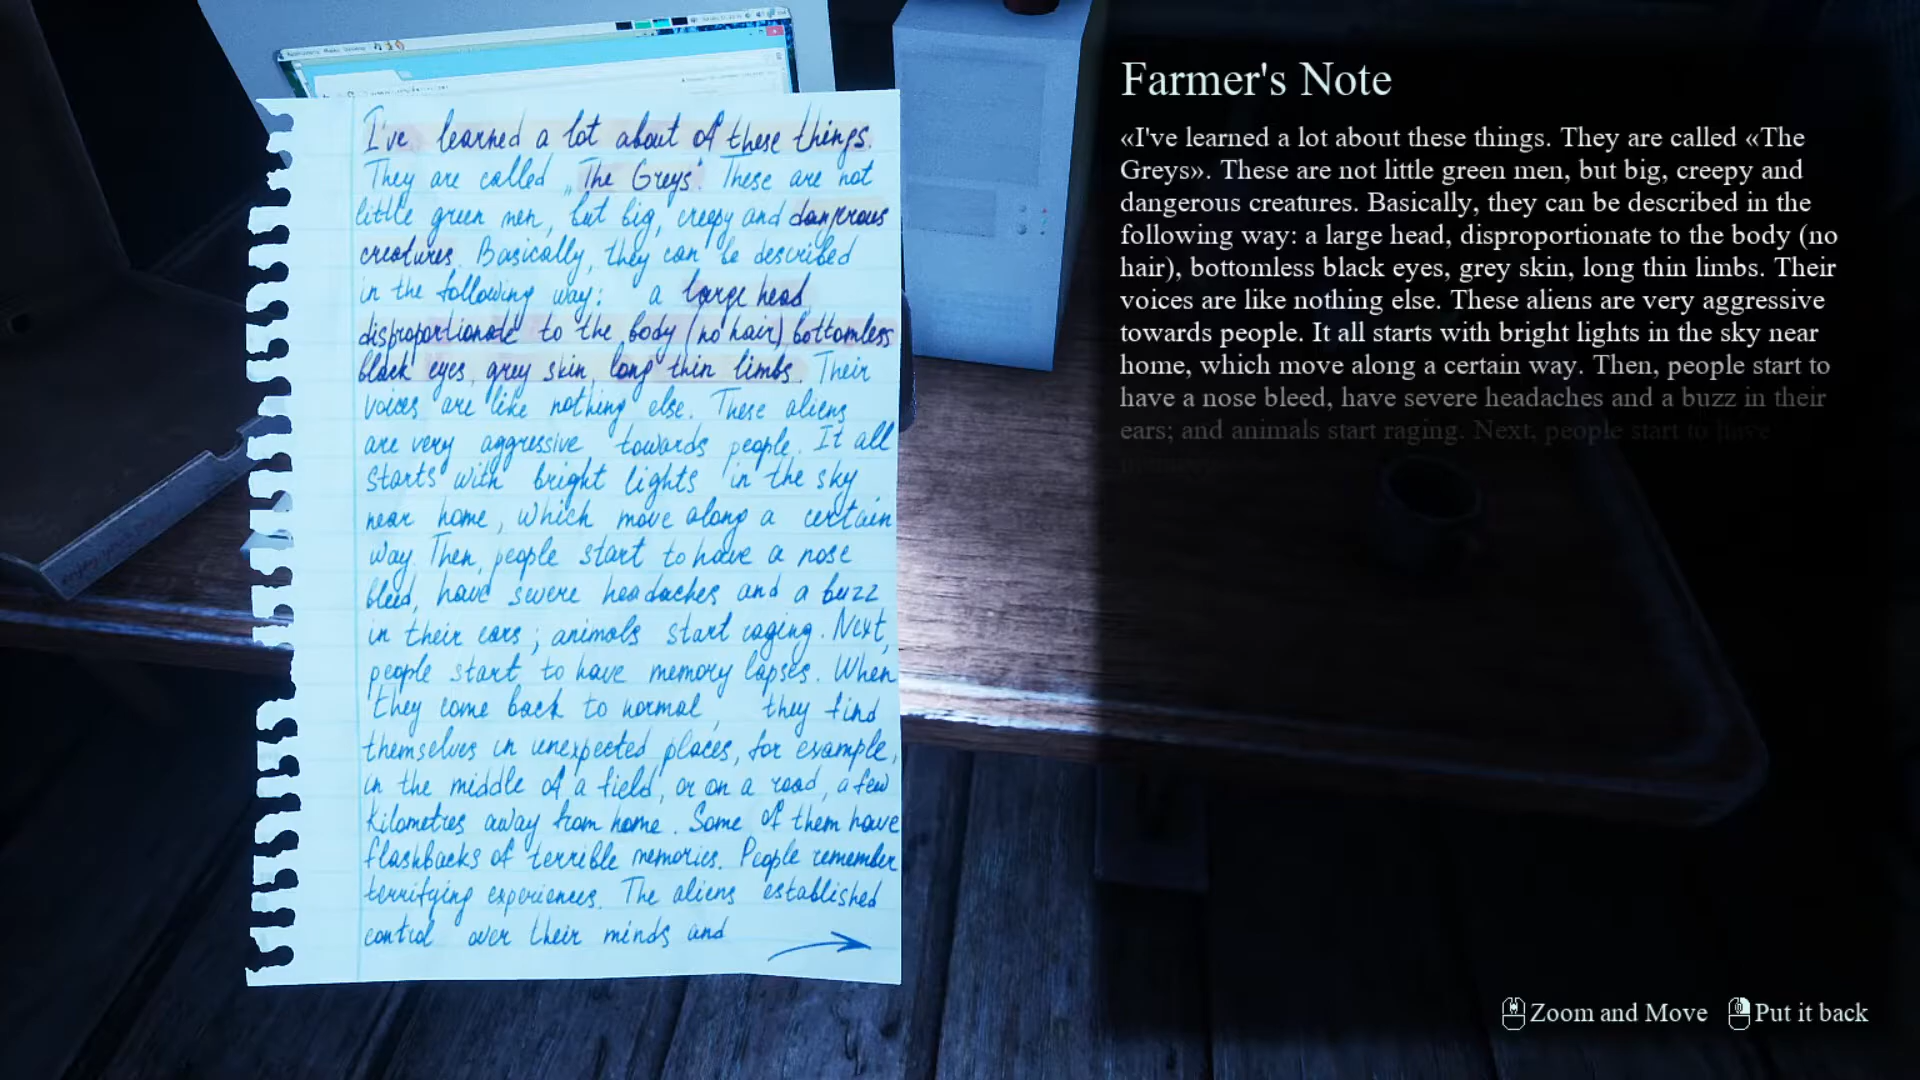 I've learned a lot about of these things.
They are called „The Greys". These are not
little green men, but big, creepy and dangerous
creatures. Basically, they can be described
in the following way: a large head,
disproportionate to the body (no hair), bottomless
black eyes, grey skin, long thin limbs. Their
voices are like nothing else. These aliens
are very aggressive towards people. It all
starts with bright lights in the sky
near home, which move along a certain
way. Then, people start to have a nose
bleed, have severe headaches and a buzz
in their ears; animals start raging. Next,
people start to have memory lapses. When
they come back to normal, they find
themselves in unexpected places, for example,
in the middle of a field, or on a road, a few
kilometres away from home. Some of them have
flashbacks of terrible memories. People remember
terrifying experiences. The aliens established
control over their minds and
Farmer's Note
«I've learned a lot about these things. They are called «The
Greys». These are not little green men, but big, creepy and
dangerous creatures. Basically, they can be described in the
following way: a large head, disproportionate to the body (no
hair), bottomless black eyes, grey skin, long thin limbs. Their
voices are like nothing else. These aliens are very aggressive
towards people. It all starts with bright lights in the sky near
home, which move along a certain way. Then, people start to
have a nose bleed, have severe headaches and a buzz in their
ears; and animals start raging. Next, people start to have
Zoom and Move Put it back